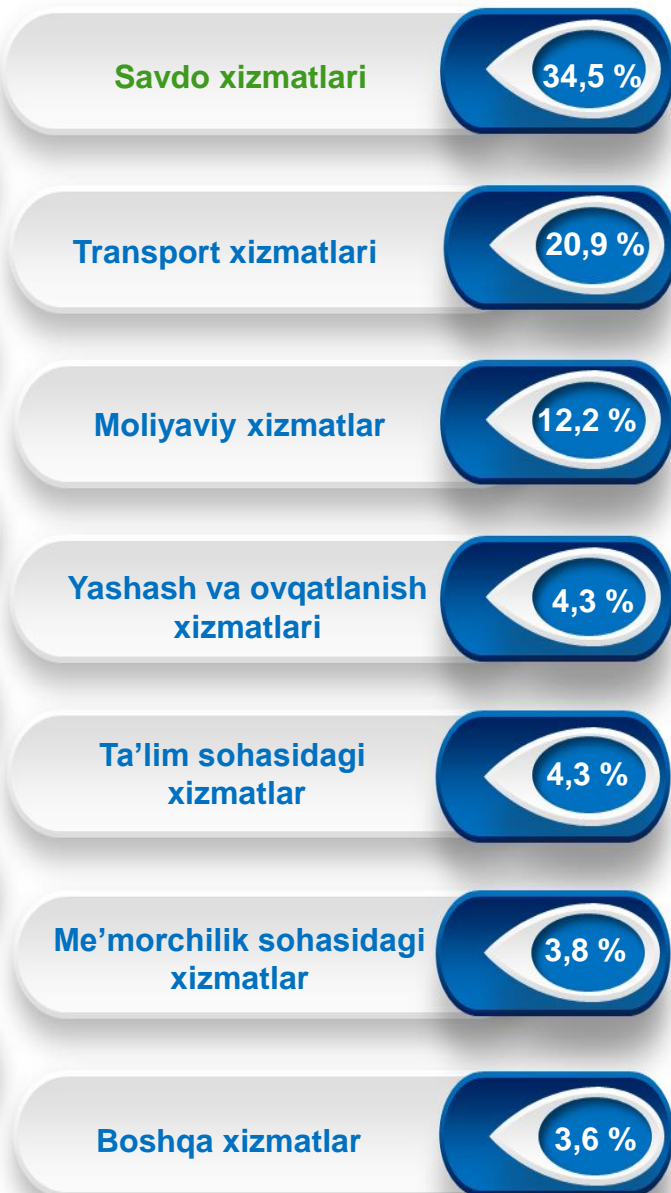 Savdo xizmatlari
34,5 %
Transport xizmatlari
20,9 %
Moliyaviy xizmatlar
12,2 %
Yashash va ovqatlanish
xizmatlari
4,3 %
Ta’lim sohasidagi
xizmatlar
4,3 %
Me’morchilik sohasidagi
xizmatlar
3,8 %
Boshqa xizmatlar
3,6 %